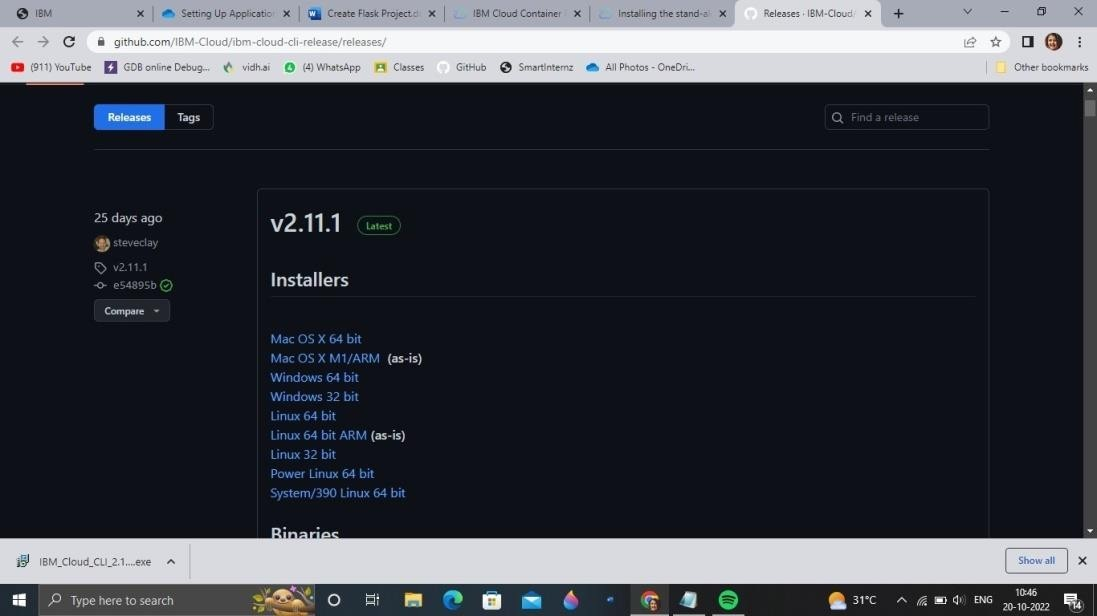 IBM
Setting Up Application
Create Flask Project.d
IBM Cloud Container
Installing the stand-al
Releases · IBM-Cloud/
github.com/IBM-Cloud/ibm-cloud-cli-release/releases/
(911) YouTube
GDB online Debug...
vidh.ai
(4) WhatsApp
Classes
GitHub
SmartInternz
All Photos - OneDri...
Other bookmarks
Releases
Tags
Find a release
25 days ago
steveclay
v2.11.1
e54895b
Compare
v2.11.1 Latest
Installers
Mac OS X 64 bit
Mac OS X M1/ARM (as-is)
Windows 64 bit
Windows 32 bit
Linux 64 bit
Linux 64 bit ARM (as-is)
Linux 32 bit
Power Linux 64 bit
System/390 Linux 64 bit
Binaries
IBM_Cloud_CLI_2.1....exe
Show all
Type here to search
31°C
ENG
10:46
20-10-2022
14